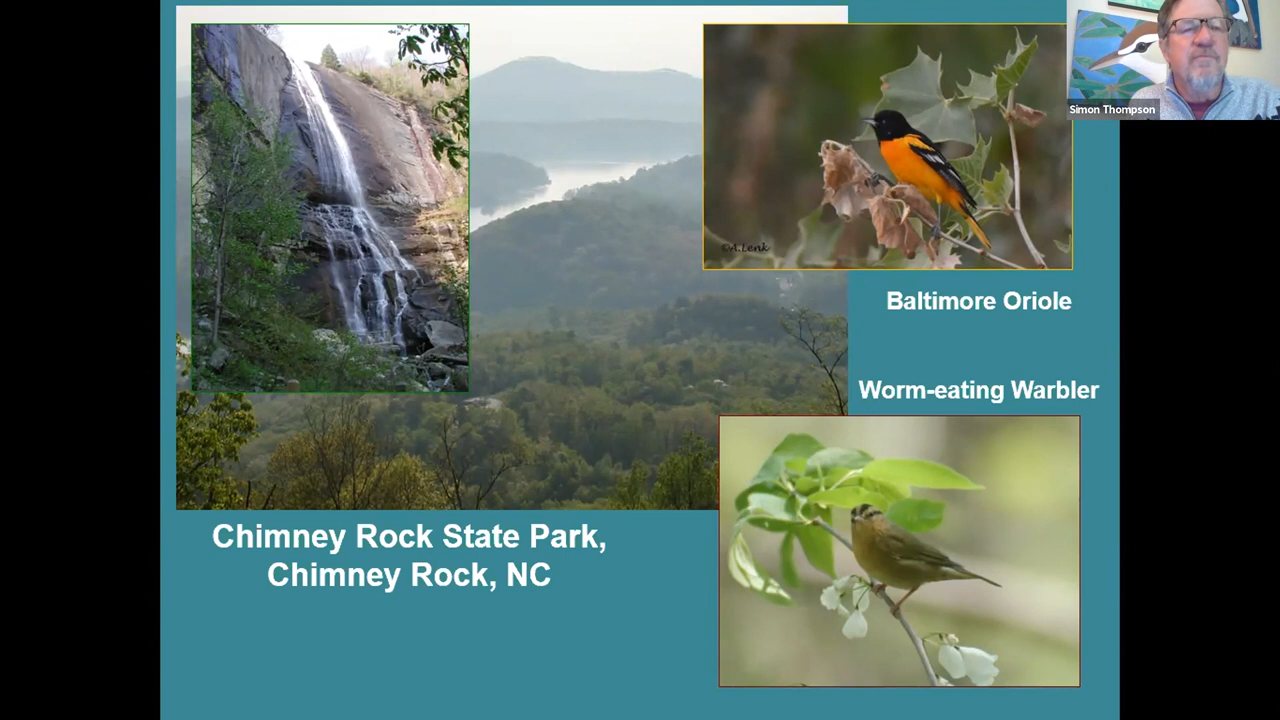 Simon Thompson
©A.Lenk
Baltimore Oriole
Worm-eating Warbler
Chimney Rock State Park,
Chimney Rock, NC